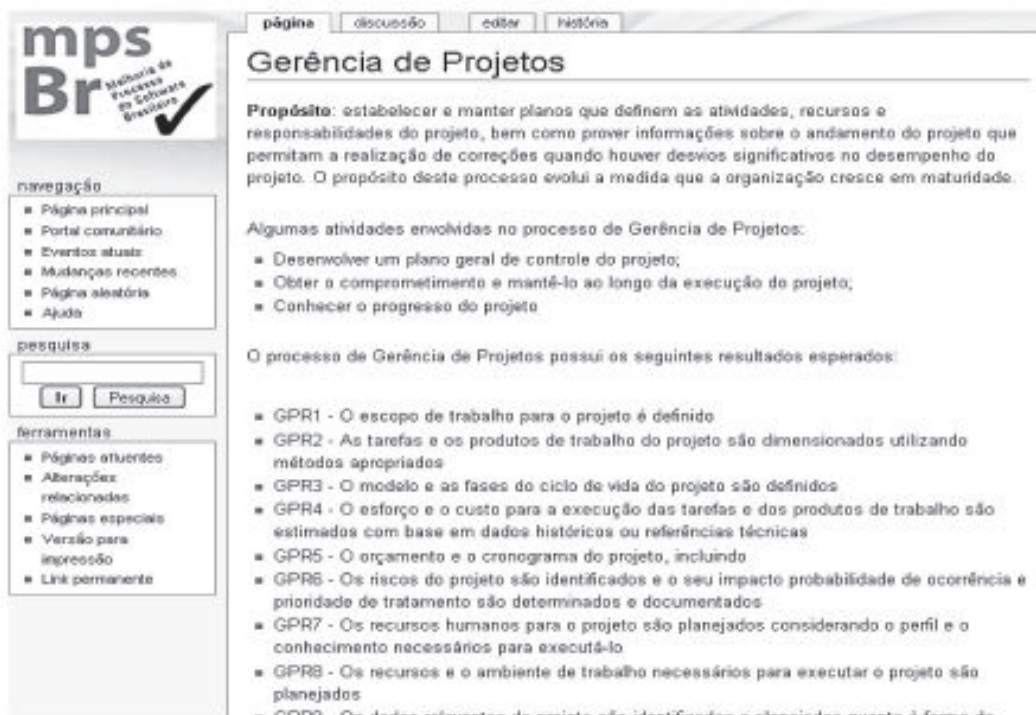 mps
Br
Melhoria de
Processo
do Software
Brasileiro
navegação
Página principal
Portal comunitário
Eventos atuais
Mudanças recentes
Página aleatória
Ajuda
pesquisa
Ir Pesquisa
ferramentas
Páginas afluentes
Alterações
relacionadas
Páginas especiais
Versão para
impressão
Link permanente
página discussão editar história
Gerência de Projetos
Propósito: estabelecer e manter planos que definem as atividades, recursos e
responsabilidades do projeto, bem como prover informações sobre o andamento do projeto que
permitam a realização de correções quando houver desvios significativos no desempenho do
projeto. O propósito deste processo evolui a medida que a organização cresce em maturidade.
Algumas atividades envolvidas no processo de Gerência de Projetos:
Desenvolver um plano geral de controle do projeto;
Obter o comprometimento e mantê-lo ao longo da execução do projeto;
Conhecer o progresso do projeto
O processo de Gerência de Projetos possui os seguintes resultados esperados:
GPR1 - O escopo de trabalho para o projeto é definido
GPR2 - As tarefas e os produtos de trabalho do projeto são dimensionados utilizando
métodos apropriados
GPR3 - O modelo e as fases do ciclo de vida do projeto são definidos
GPR4 - O esforço e o custo para a execução das tarefas e dos produtos de trabalho são
estimados com base em dados históricos ou referências técnicas
GPR5 - O orçamento e o cronograma do projeto, incluindo
GPR6 - Os riscos do projeto são identificados e o seu impacto probabilidade de ocorrência e
prioridade de tratamento são determinados e documentados
GPR7 - Os recursos humanos para o projeto são planejados considerando o perfil e o
conhecimento necessários para executá-lo
GPR8 - Os recursos e o ambiente de trabalho necessários para executar o projeto são
planejados